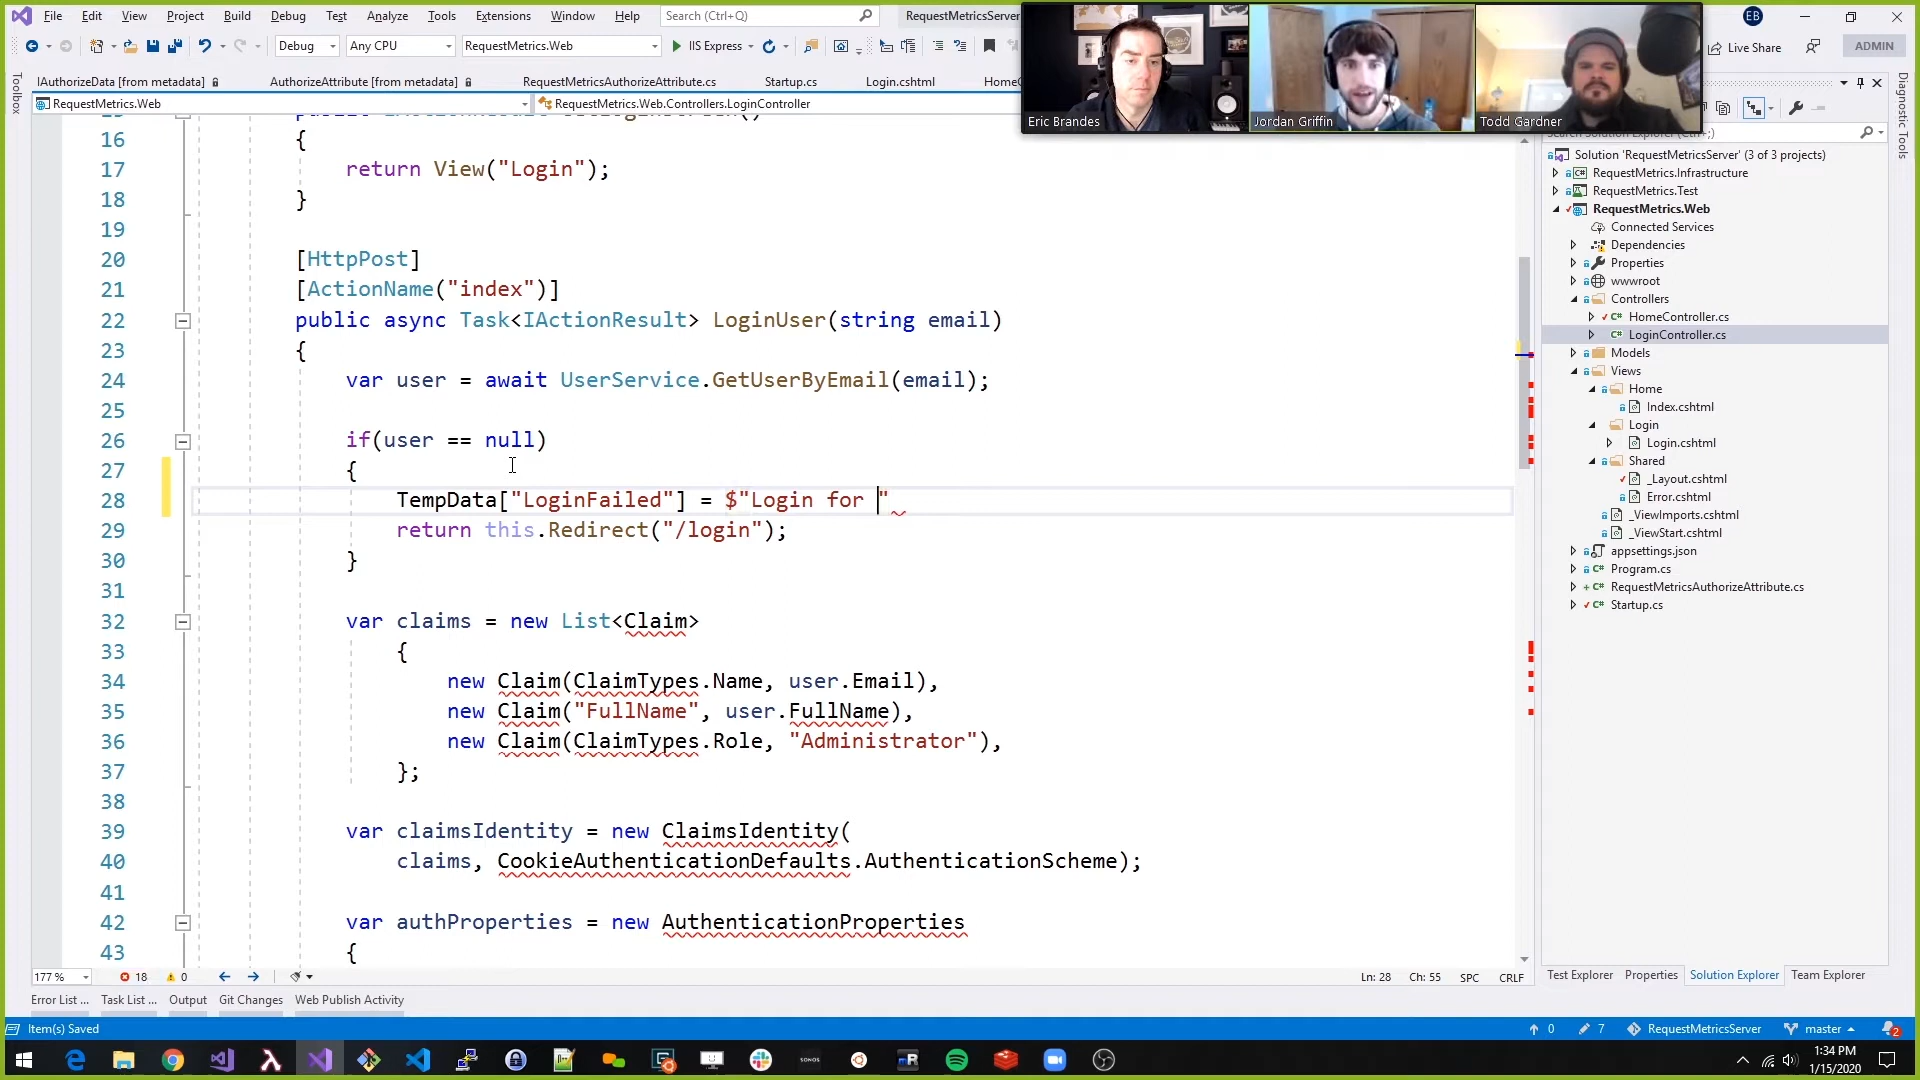 File Edit View Project Build Debug Test Analyze Tools Extensions Window Help Search (Ctrl+Q) RequestMetricsServer EB
Debug Any CPU RequestMetrics.Web IIS Express Live Share ADMIN
IAuthorizeData [from metadata] AuthorizeAttribute [from metadata] RequestMetricsAuthorizeAttribute.cs Startup.cs Login.cshtml
RequestMetrics.Web RequestMetrics.Web.Controllers.LoginController
Eric Brandes Jordan Griffin Todd Gardner
Toolbox
Diagnostic Tools
16 {
17 return View("Login");
18 }
19
20 [HttpPost]
21 [ActionName("index")]
22 public async Task<IActionResult> LoginUser(string email)
23 {
24 var user = await UserService.GetUserByEmail(email);
25
26 if(user == null)
27 {
28 TempData["LoginFailed"] = $"Login for "
29 return this.Redirect("/login");
30 }
31
32 var claims = new List<Claim>
33 {
34 new Claim(ClaimTypes.Name, user.Email),
35 new Claim("FullName", user.FullName),
36 new Claim(ClaimTypes.Role, "Administrator"),
37 };
38
39 var claimsIdentity = new ClaimsIdentity(
40 claims, CookieAuthenticationDefaults.AuthenticationScheme);
41
42 var authProperties = new AuthenticationProperties
43 {
Search Solution Explorer (Ctrl+;)
Solution 'RequestMetricsServer' (3 of 3 projects)
RequestMetrics.Infrastructure
RequestMetrics.Test
RequestMetrics.Web
Connected Services
Dependencies
Properties
wwwroot
Controllers
HomeController.cs
LoginController.cs
Models
Views
Home
Index.cshtml
Login
Login.cshtml
Shared
_Layout.cshtml
Error.cshtml
_ViewImports.cshtml
_ViewStart.cshtml
appsettings.json
Program.cs
RequestMetricsAuthorizeAttribute.cs
Startup.cs
177 % 18 0 Ln: 28 Ch: 55 SPC CRLF
Test Explorer Properties Solution Explorer Team Explorer
Error List ... Task List ... Output Git Changes Web Publish Activity
Item(s) Saved 0 7 RequestMetricsServer master 2
SONOS
1:34 PM
1/15/2020